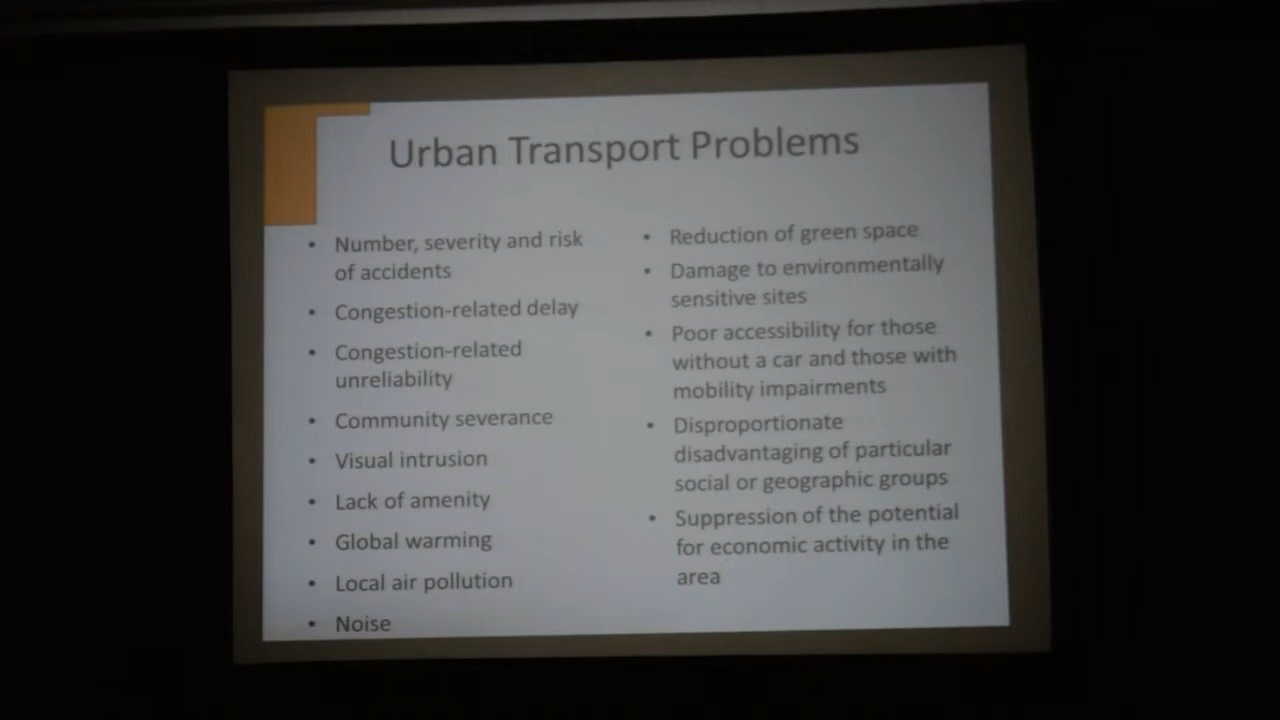 Urban Transport Problems
• Number, severity and risk
of accidents
• Congestion-related delay
• Congestion-related
unreliability
• Community severance
• Visual intrusion
• Lack of amenity
• Global warming
• Local air pollution
• Noise
• Reduction of green space
• Damage to environmentally
sensitive sites
• Poor accessibility for those
without a car and those with
mobility impairments
• Disproportionate
disadvantaging of particular
social or geographic groups
• Suppression of the potential
for economic activity in the
area